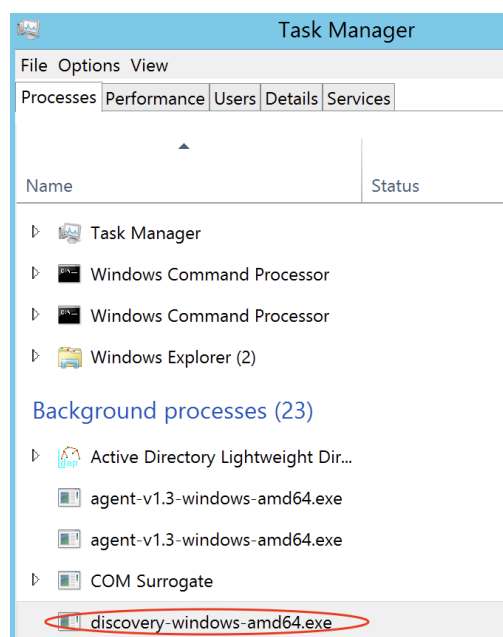 Task Manager
File Options View
Processes Performance Users Details Services
Name Status
Task Manager
Windows Command Processor
Windows Command Processor
Windows Explorer (2)
Background processes (23)
Active Directory Lightweight Dir...
agent-v1.3-windows-amd64.exe
agent-v1.3-windows-amd64.exe
COM Surrogate
discovery-windows-amd64.exe